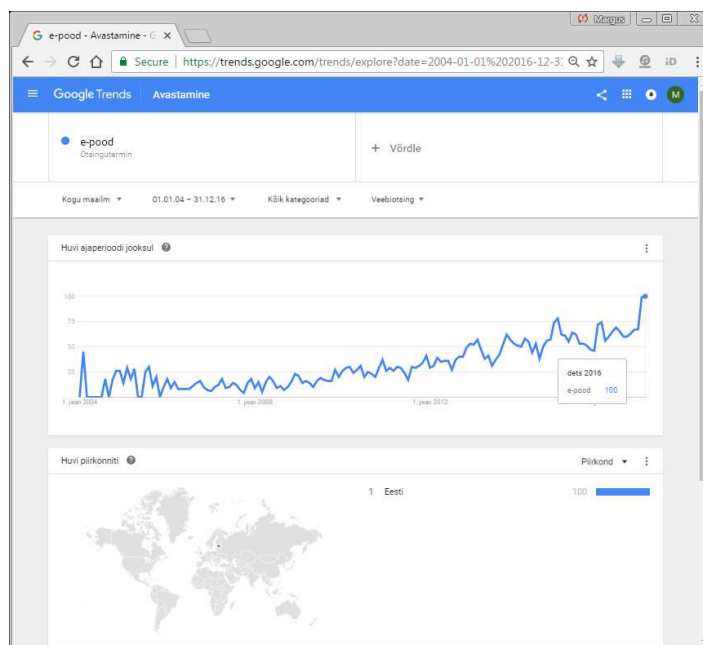 Margus
e-pood - Avastamine - G
Secure | https://trends.google.com/trends/explore?date=2004-01-01%202016-12-3
iD
Google Trends Avastamine
M
e-pood
Otsingutermin
+ Võrdle
Kogu maailm 01.01.04 – 31.12.16 Kõik kategooriad Veebiotsing
Huvi ajaperioodi jooksul
100
75
50
25
dets 2016
e-pood 100
1. jaan 2004 1. jaan 2008 1. jaan 2012
Huvi piirkonniti Piirkond
1 Eesti 100